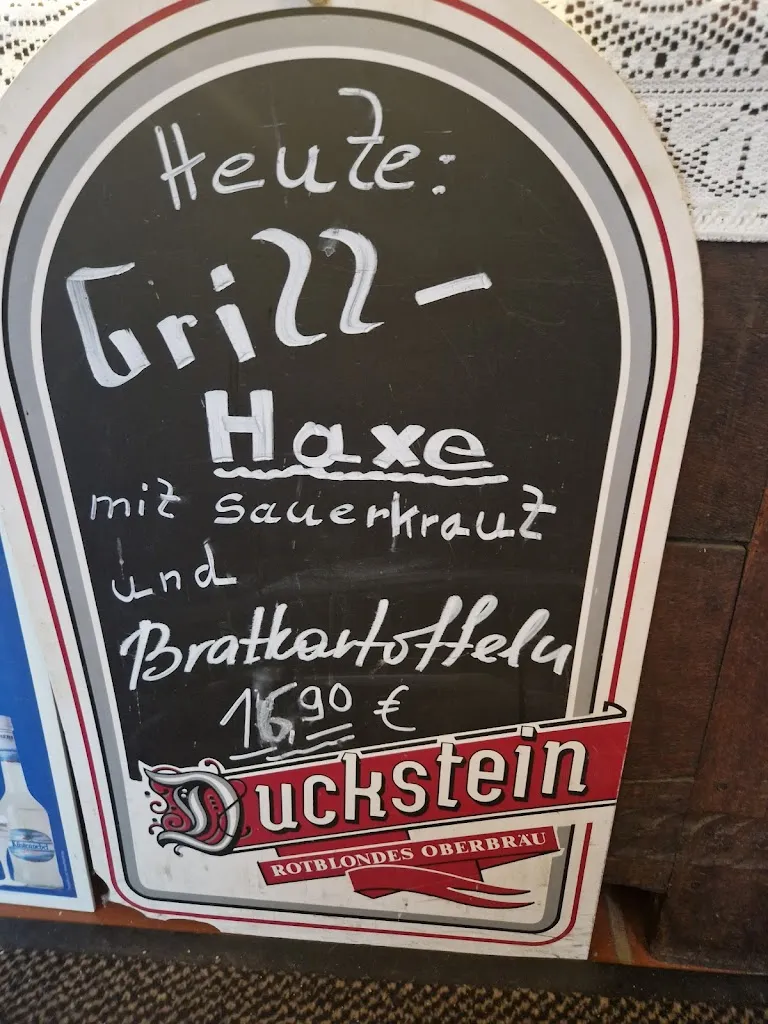 Heute:
Grill-
Haxe
mit Sauerkraut
und
Bratkartoffeln
16,90 €
Duckstein
ROTBLONDES OBERBRÄU